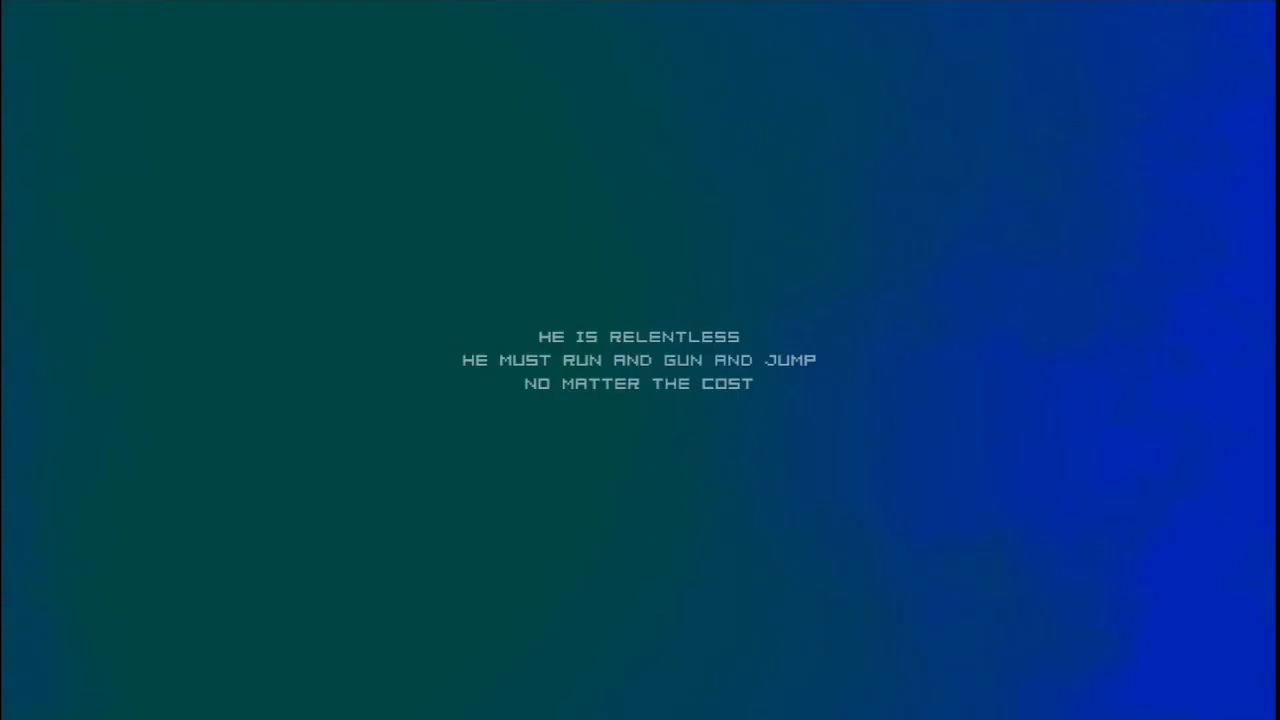 HE IS RELENTLESS
HE MUST RUN AND GUN AND JUMP
NO MATTER THE COST